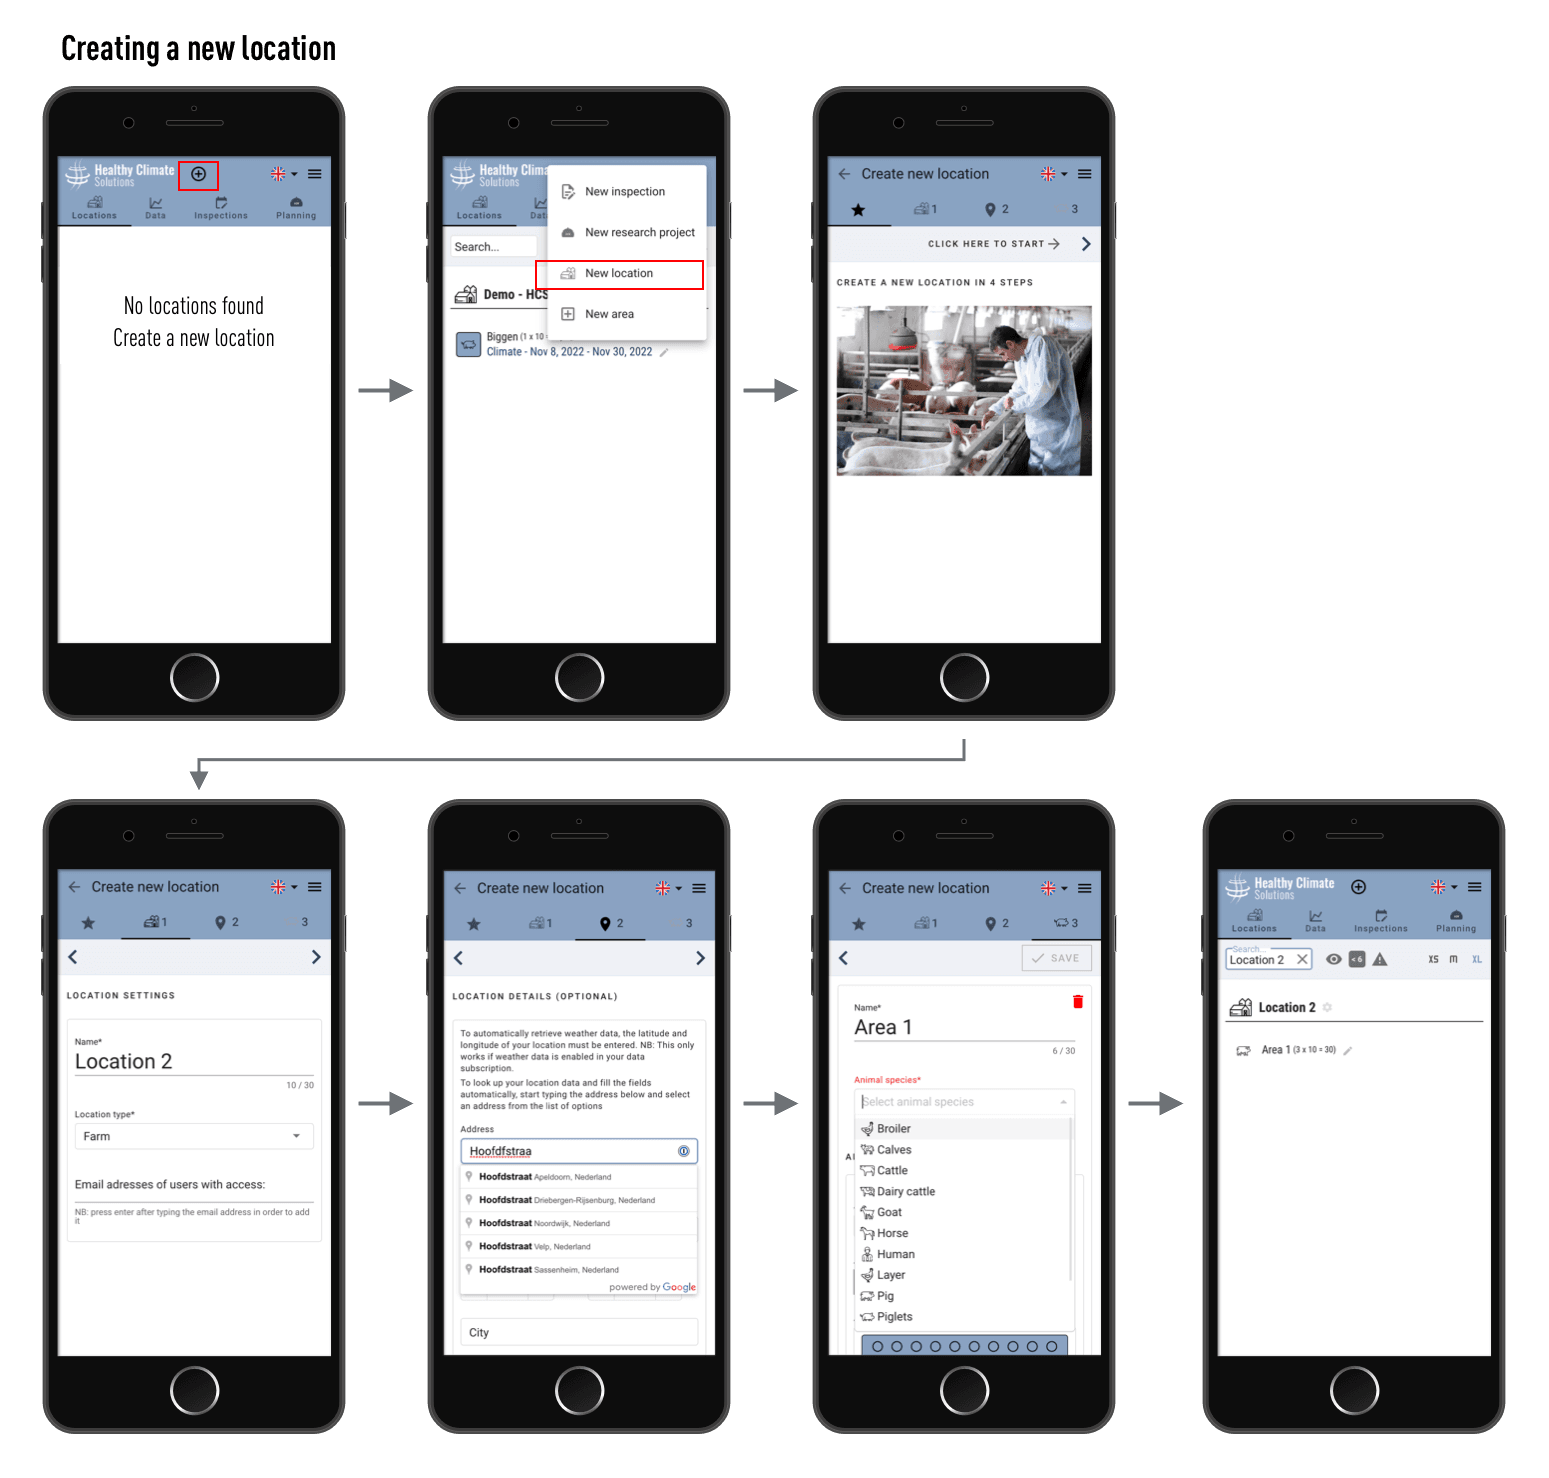 Creating a new location
Healthy Climate
Solutions
Locations Data Inspections Planning
No locations found
Create a new location
Healthy Clima
Solutions
Locations Dat
New inspection
New research project
New location
New area
Search...
Demo - HCS
Biggen (1 x 10 =
Climate - Nov 8, 2022 - Nov 30, 2022
Create new location
1 2 3
CLICK HERE TO START
CREATE A NEW LOCATION IN 4 STEPS
Create new location
1 2 3
LOCATION SETTINGS
Name*
Location 2
10 / 30
Location type*
Farm
Email adresses of users with access:
NB: press enter after typing the email address in order to add
it
Create new location
1 2 3
LOCATION DETAILS (OPTIONAL)
To automatically retrieve weather data, the latitude and
longitude of your location must be entered. NB: This only
works if weather data is enabled in your data
subscription.
To look up your location data and fill the fields
automatically, start typing the address below and select
an address from the list of options
Address
Hoofdfstraa
Hoofdstraat Apeldoorn, Nederland
Hoofdstraat Driebergen-Rijsenburg, Nederland
Hoofdstraat Noordwijk, Nederland
Hoofdstraat Velp, Nederland
Hoofdstraat Sassenheim, Nederland
powered by Google
City
Create new location
1 2 3
SAVE
Name*
Area 1
6 / 30
Animal species*
Select animal species
Broiler
Calves
A
Cattle
Dairy cattle
Goat
Horse
Human
Layer
Pig
Piglets
Healthy Climate
Solutions
Locations Data Inspections Planning
Search...
Location 2 <6 XS M XL
Location 2
Area 1 (3 x 10 = 30)